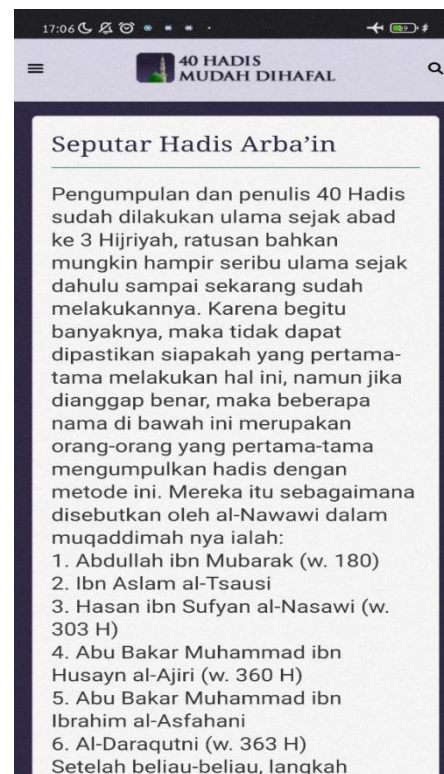 17:06
40 HADIS
MUDAH DIHAFAL
Seputar Hadis Arba’in
Pengumpulan dan penulis 40 Hadis
sudah dilakukan ulama sejak abad
ke 3 Hijriyah, ratusan bahkan
mungkin hampir seribu ulama sejak
dahulu sampai sekarang sudah
melakukannya. Karena begitu
banyaknya, maka tidak dapat
dipastikan siapakah yang pertama-
tama melakukan hal ini, namun jika
dianggap benar, maka beberapa
nama di bawah ini merupakan
orang-orang yang pertama-tama
mengumpulkan hadis dengan
metode ini. Mereka itu sebagaimana
disebutkan oleh al-Nawawi dalam
muqaddimah nya ialah:
1. Abdullah ibn Mubarak (w. 180)
2. Ibn Aslam al-Tsausi
3. Hasan ibn Sufyan al-Nasawi (w.
303 H)
4. Abu Bakar Muhammad ibn
Husayn al-Ajiri (w. 360 H)
5. Abu Bakar Muhammad ibn
Ibrahim al-Asfahani
6. Al-Daraqutni (w. 363 H)
Setelah beliau-beliau, langkah